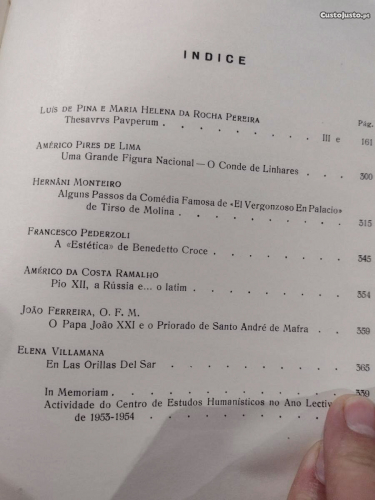 CustoJusto.pt
INDICE
LUÍS DE PINA E MARIA HELENA DA ROCHA PEREIRA Pág.
Thesavrvs Pavperum . . . . . . . III e 161
AMÉRICO PIRES DE LIMA
Uma Grande Figura Nacional — O Conde de Linhares . . . 300
HERNÂNI MONTEIRO
Alguns Passos da Comédia Famosa de «El Vergonzoso En Palacio»
de Tirso de Molina . . . . . . . 315
FRANCESCO PEDERZOLI
A «Estética» de Benedetto Croce . . . . . 345
AMÉRICO DA COSTA RAMALHO
Pio XII, a Rússia e... o latim . . . . . . 354
JOÃO FERREIRA, O. F. M.
O Papa João XXI e o Priorado de Santo André de Mafra . . 359
ELENA VILLAMANA
En Las Orillas Del Sar . . . . . . . 365
In Memoriam . . . . . . . .
Actividade do Centro de Estudos Humanísticos no Ano Lectiv
de 1953-1954 . . . . . .